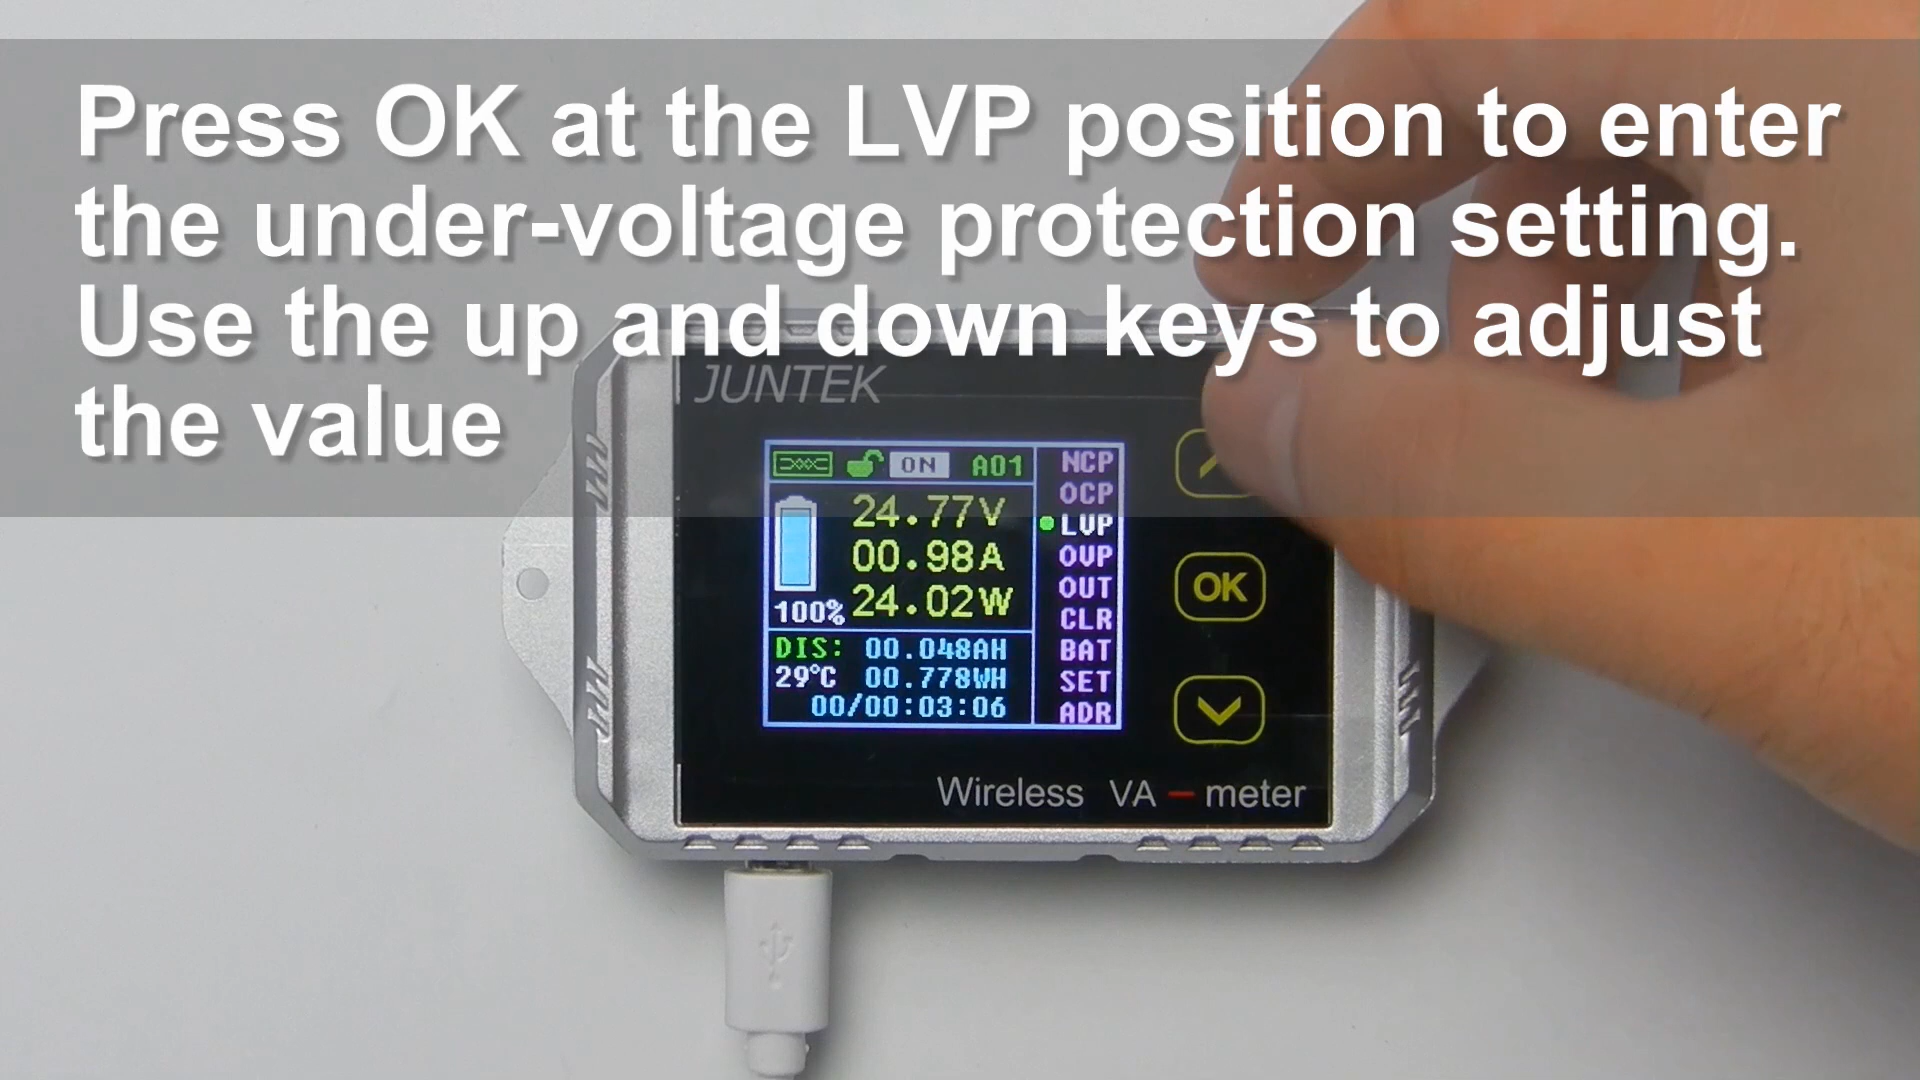 Press OK at the LVP position to enter
the under-voltage protection setting.
Use the up and down keys to adjust
the value
JUNTEK
ON A01
24.77V
00.98A
100% 24.02W
DIS: 00.048AH
29°C 00.778WH
00/00:03:06
NCP
OCP
LVP
OVP
OUT
CLR
BAT
SET
ADR
OK
Wireless VA-meter